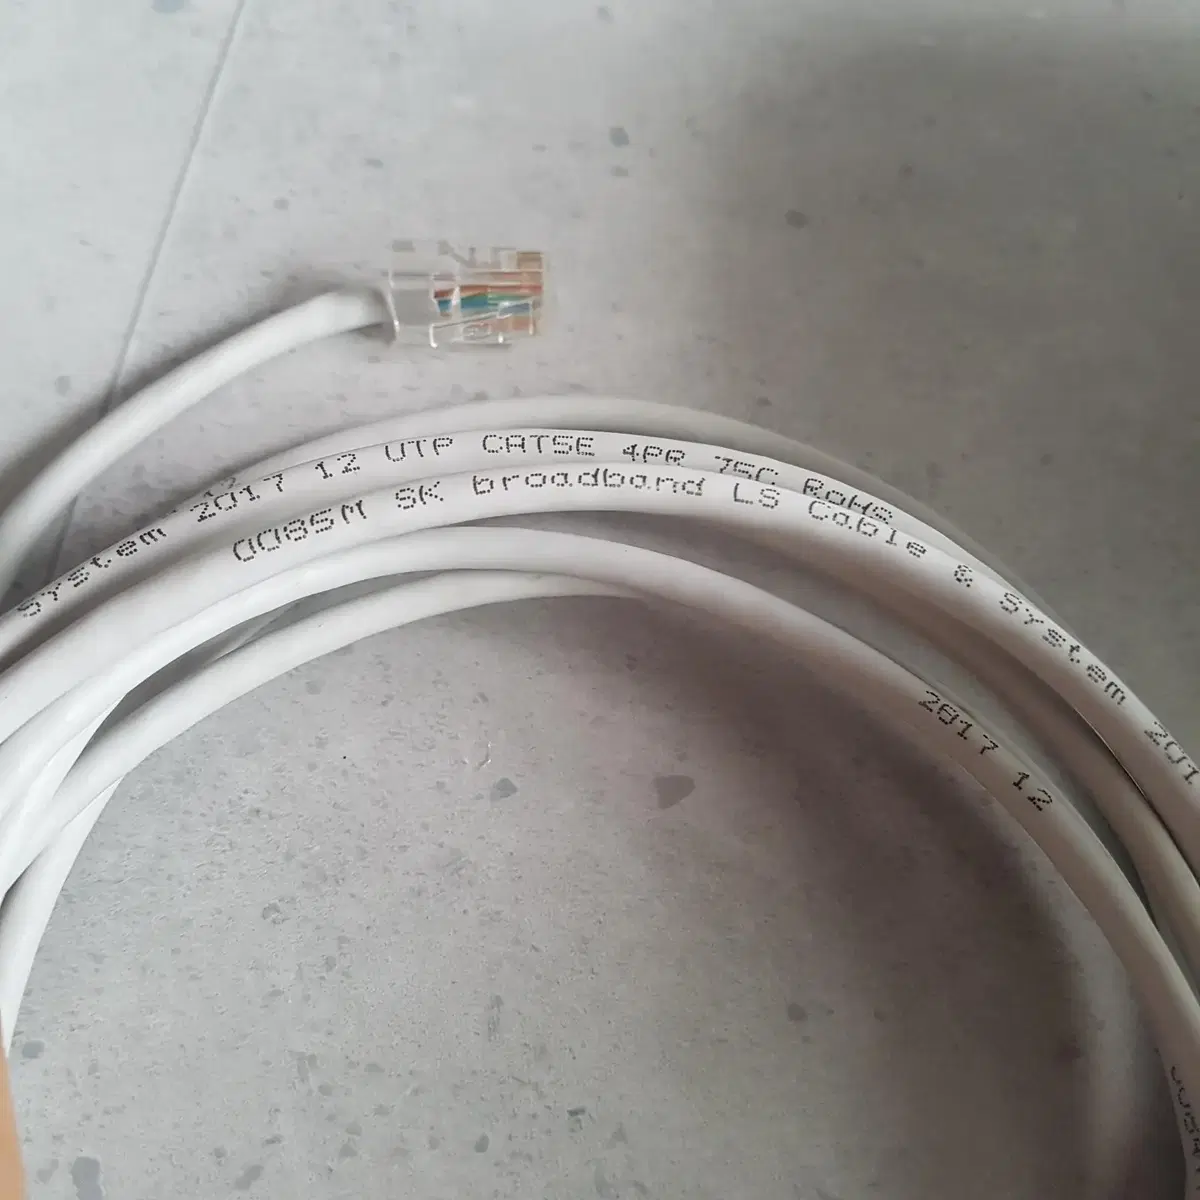 System 2017 12 UTP CAT5E 4PR 75C ROHS
0085M SK broadband LS Cable & System 201
2017 12